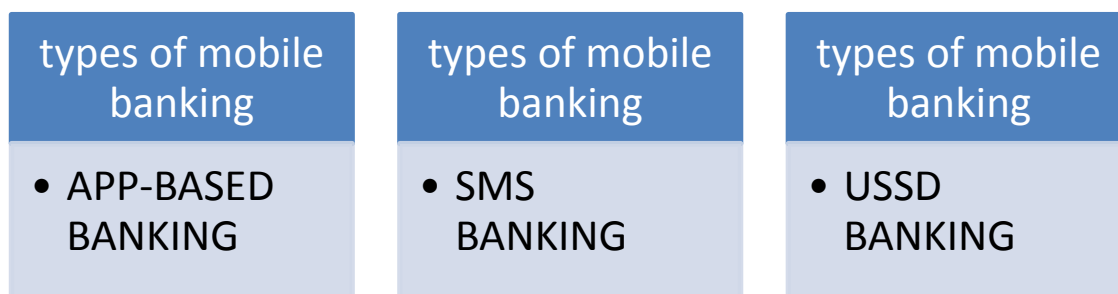 types of mobile
banking
• APP-BASED
BANKING
types of mobile
banking
• SMS
BANKING
types of mobile
banking
• USSD
BANKING